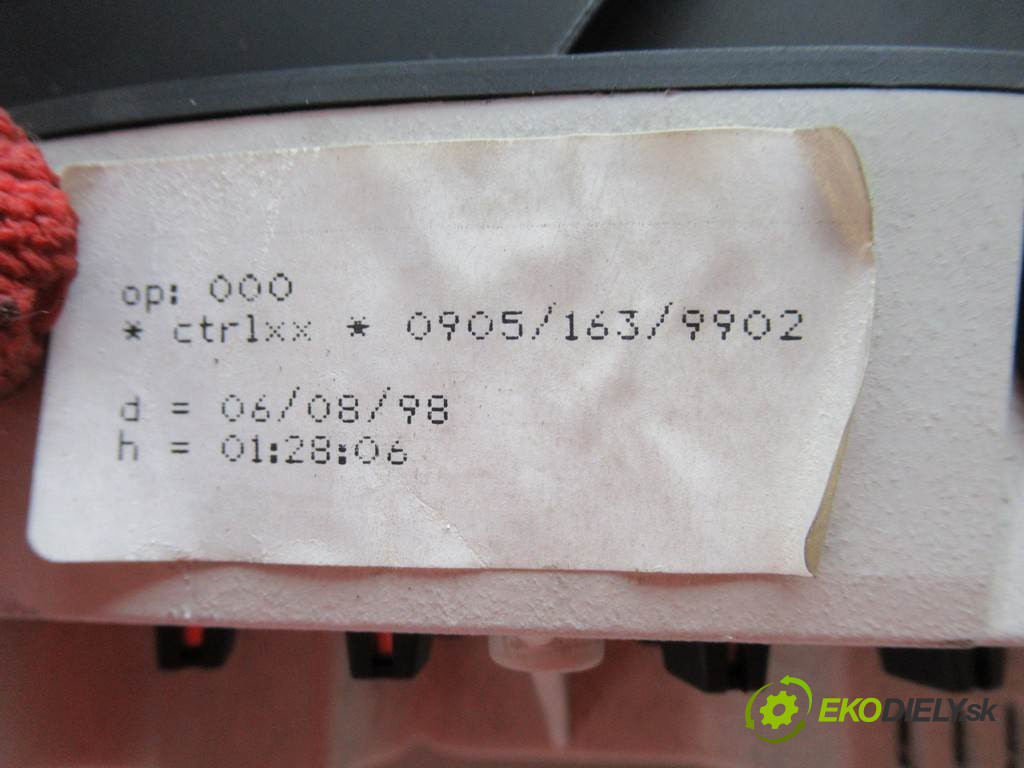 op: 000
* ctrlxx * 0905/163/9902
d = 06/08/98
h = 01:28:06
EKODIELY.sk